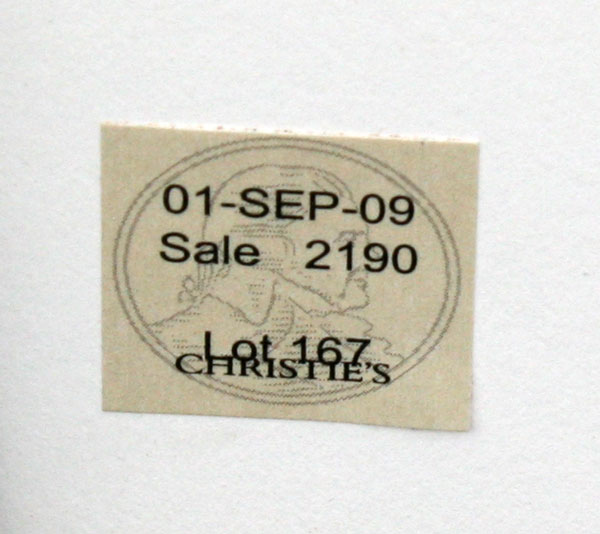 01-SEP-09
Sale 2190
Lot 167
CHRISTIE'S